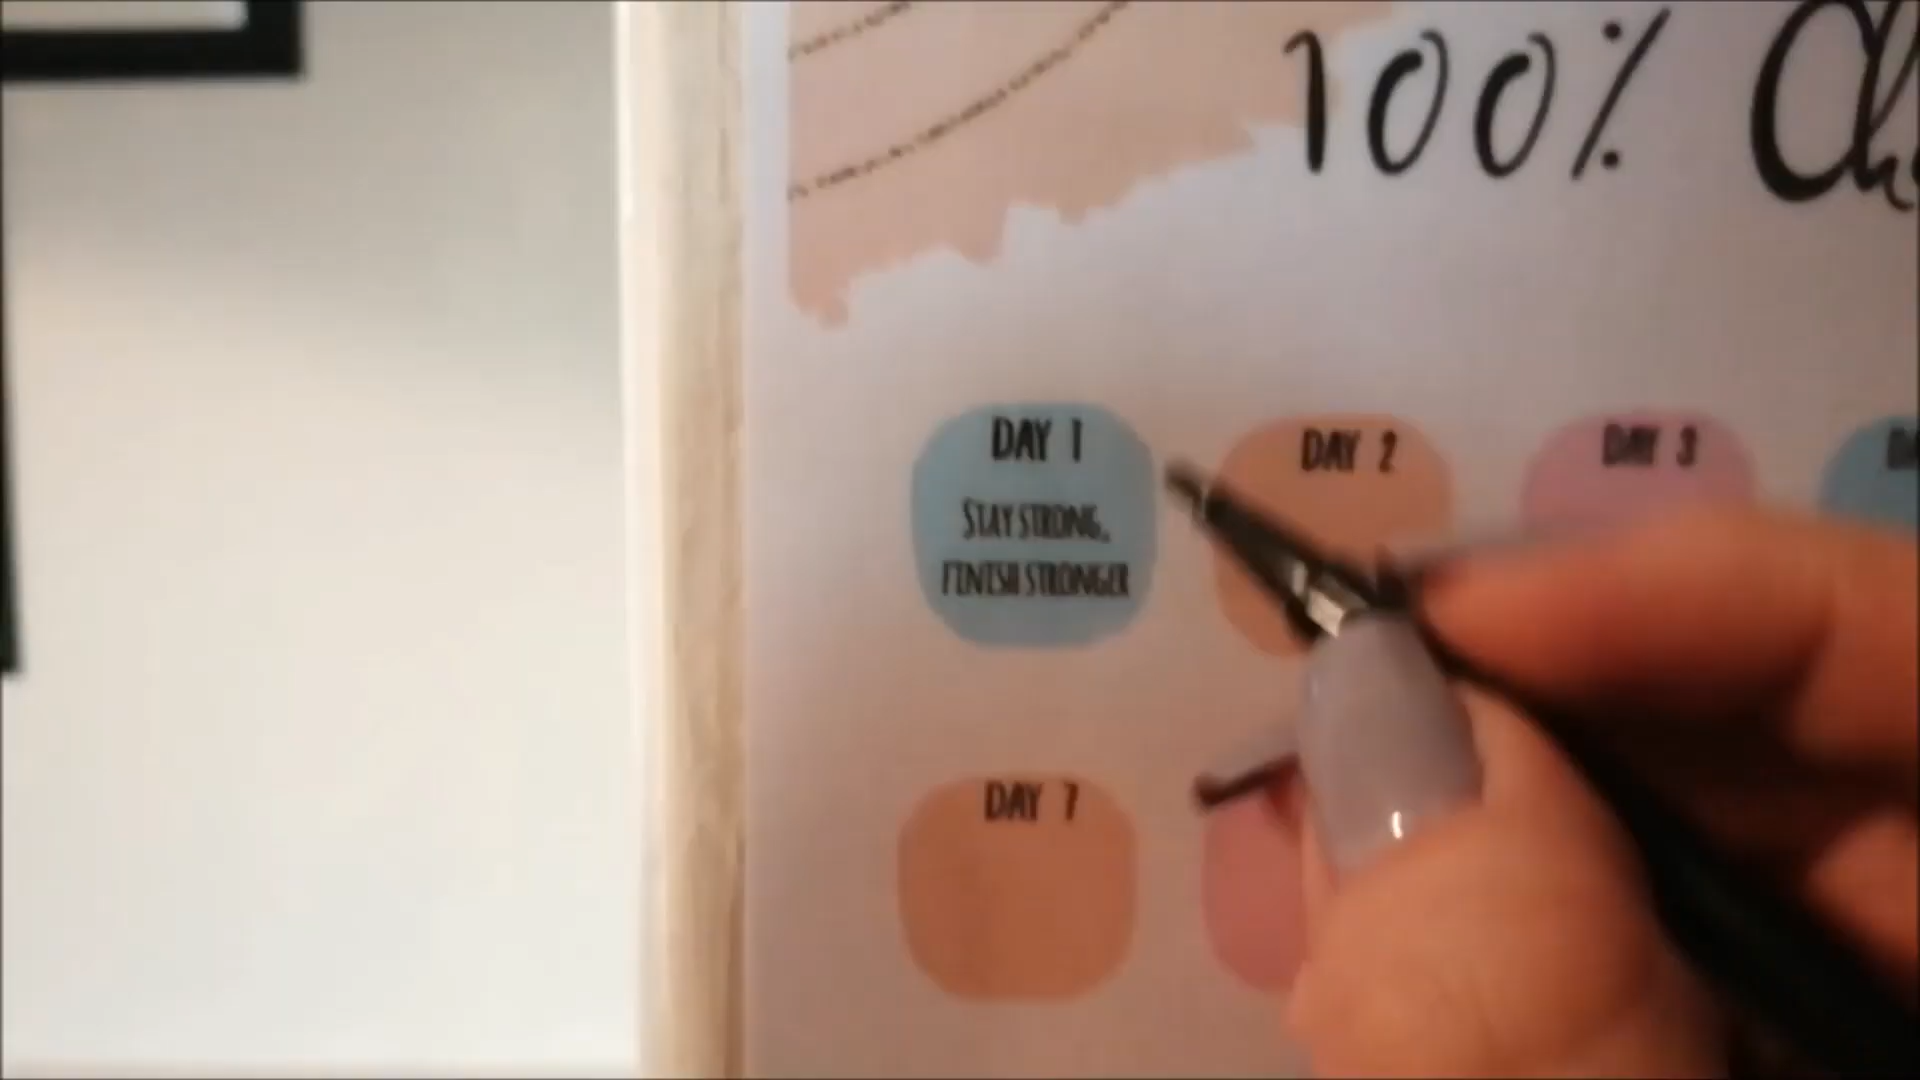 100%
DAY 1
STAY STRONG,
FINISH STRONGER
DAY 2
DAY 3
DAY 7